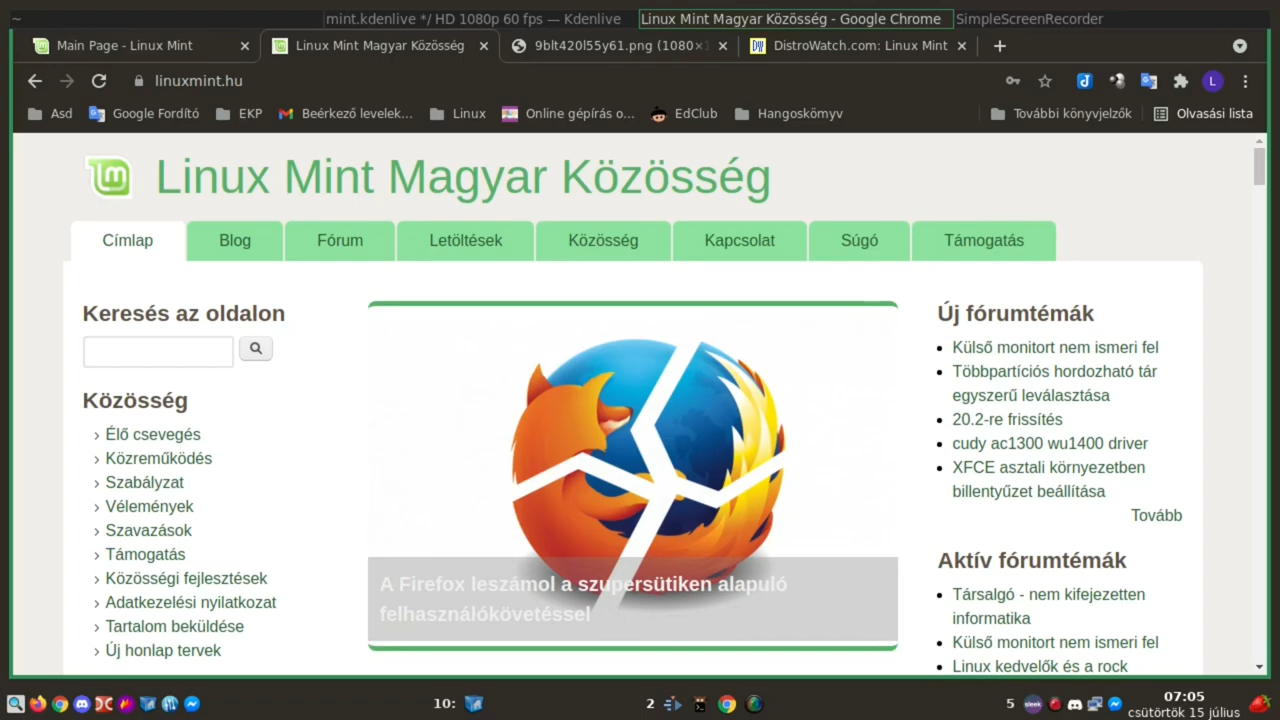 ~
mint.kdenlive */ HD 1080p 60 fps — Kdenlive
Linux Mint Magyar Közösség - Google Chrome
SimpleScreenRecorder
Main Page - Linux Mint
Linux Mint Magyar Közösség
9blt420l55y61.png (1080×1
DistroWatch.com: Linux Mint
linuxmint.hu
L
Asd
Google Fordító
EKP
Beérkező levelek...
Linux
Online gépírás o...
EdClub
Hangoskömyv
További könyvjelzők
Olvasási lista
Linux Mint Magyar Közösség
Címlap
Blog
Fórum
Letöltések
Közösség
Kapcsolat
Súgó
Támogatás
Keresés az oldalon
Közösség
› Élő csevegés
› Közreműködés
› Szabályzat
› Vélemények
› Szavazások
› Támogatás
› Közösségi fejlesztések
› Adatkezelési nyilatkozat
› Tartalom beküldése
› Új honlap tervek
A Firefox leszámol a szupersütiken alapuló
felhasználókövetéssel
Új fórumtémák
• Külső monitort nem ismeri fel
• Többpartíciós hordozható tár
egyszerű leválasztása
• 20.2-re frissítés
• cudy ac1300 wu1400 driver
• XFCE asztali környezetben
billentyűzet beállítása
Tovább
Aktív fórumtémák
• Társalgó - nem kifejezetten
informatika
• Külső monitort nem ismeri fel
• Linux kedvelők és a rock
10:
2
5
sleek
07:05
csütörtök 15 július